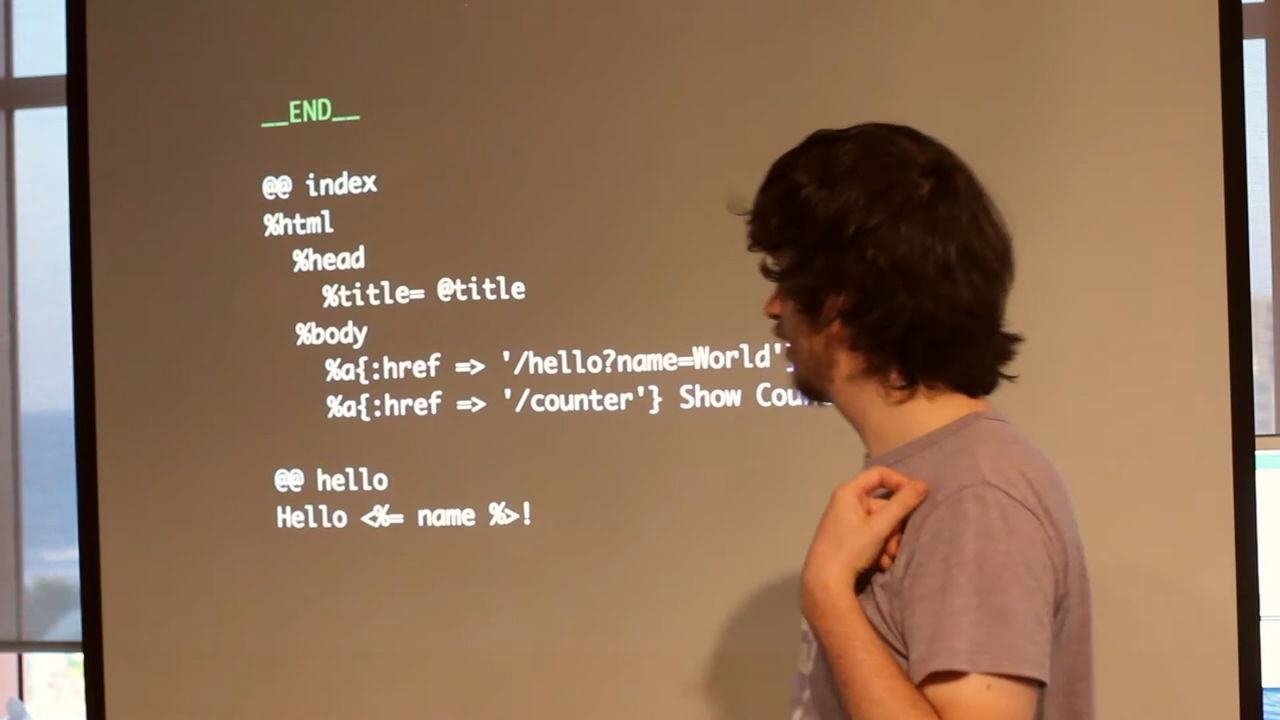 __END__
@@ index
%html
%head
%title= @title
%body
%a{:href => '/hello?name=World'}
%a{:href => '/counter'} Show
@@ hello
Hello <%= name %>!